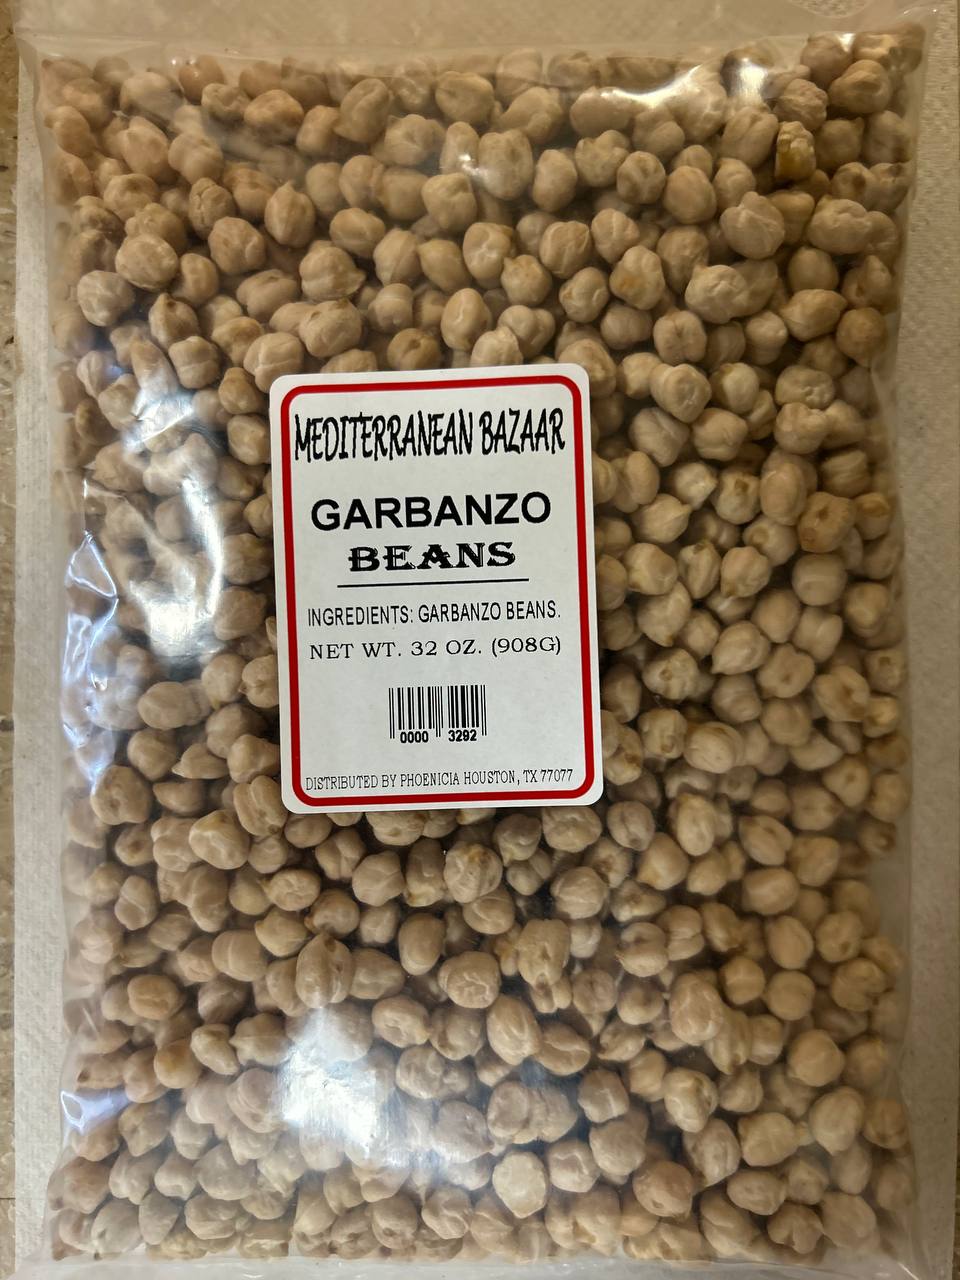 MEDITERRANEAN BAZAAR
GARBANZO
BEANS
INGREDIENTS: GARBANZO BEANS.
NET WT. 32 OZ. (908G)
0000 3292
DISTRIBUTED BY PHOENICIA HOUSTON, TX 77077